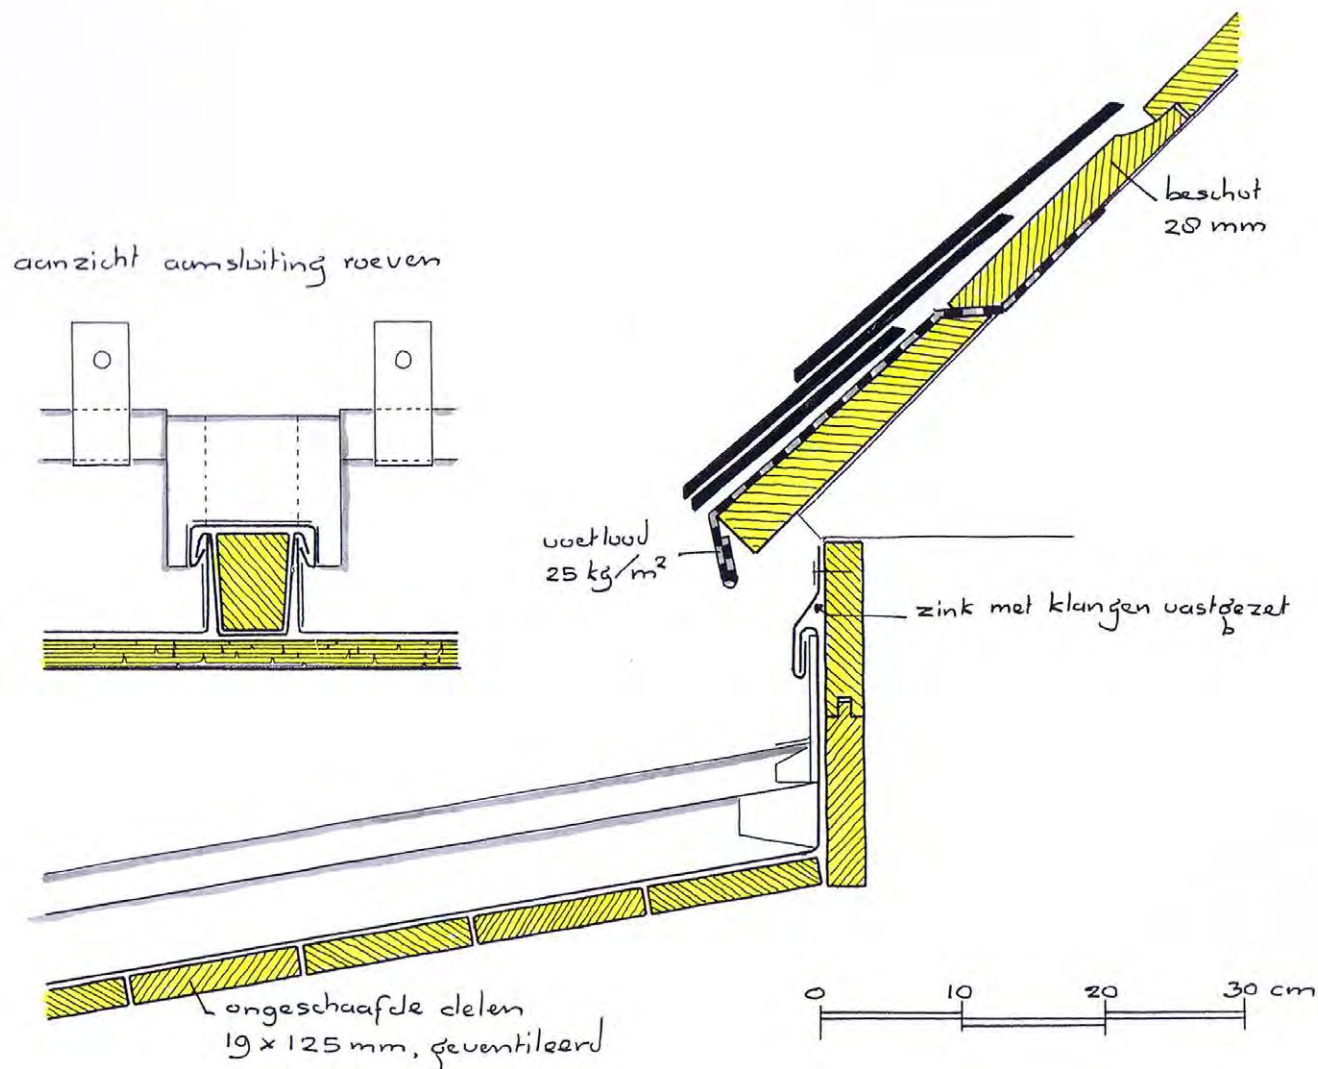 aanzicht aansluiting roeven
beschot
28 mm
voetlood
25 kg/m²
zink met klangen vastgezet
ongeschaafde delen
19 x 125 mm, geventileerd
0 10 20 30 cm